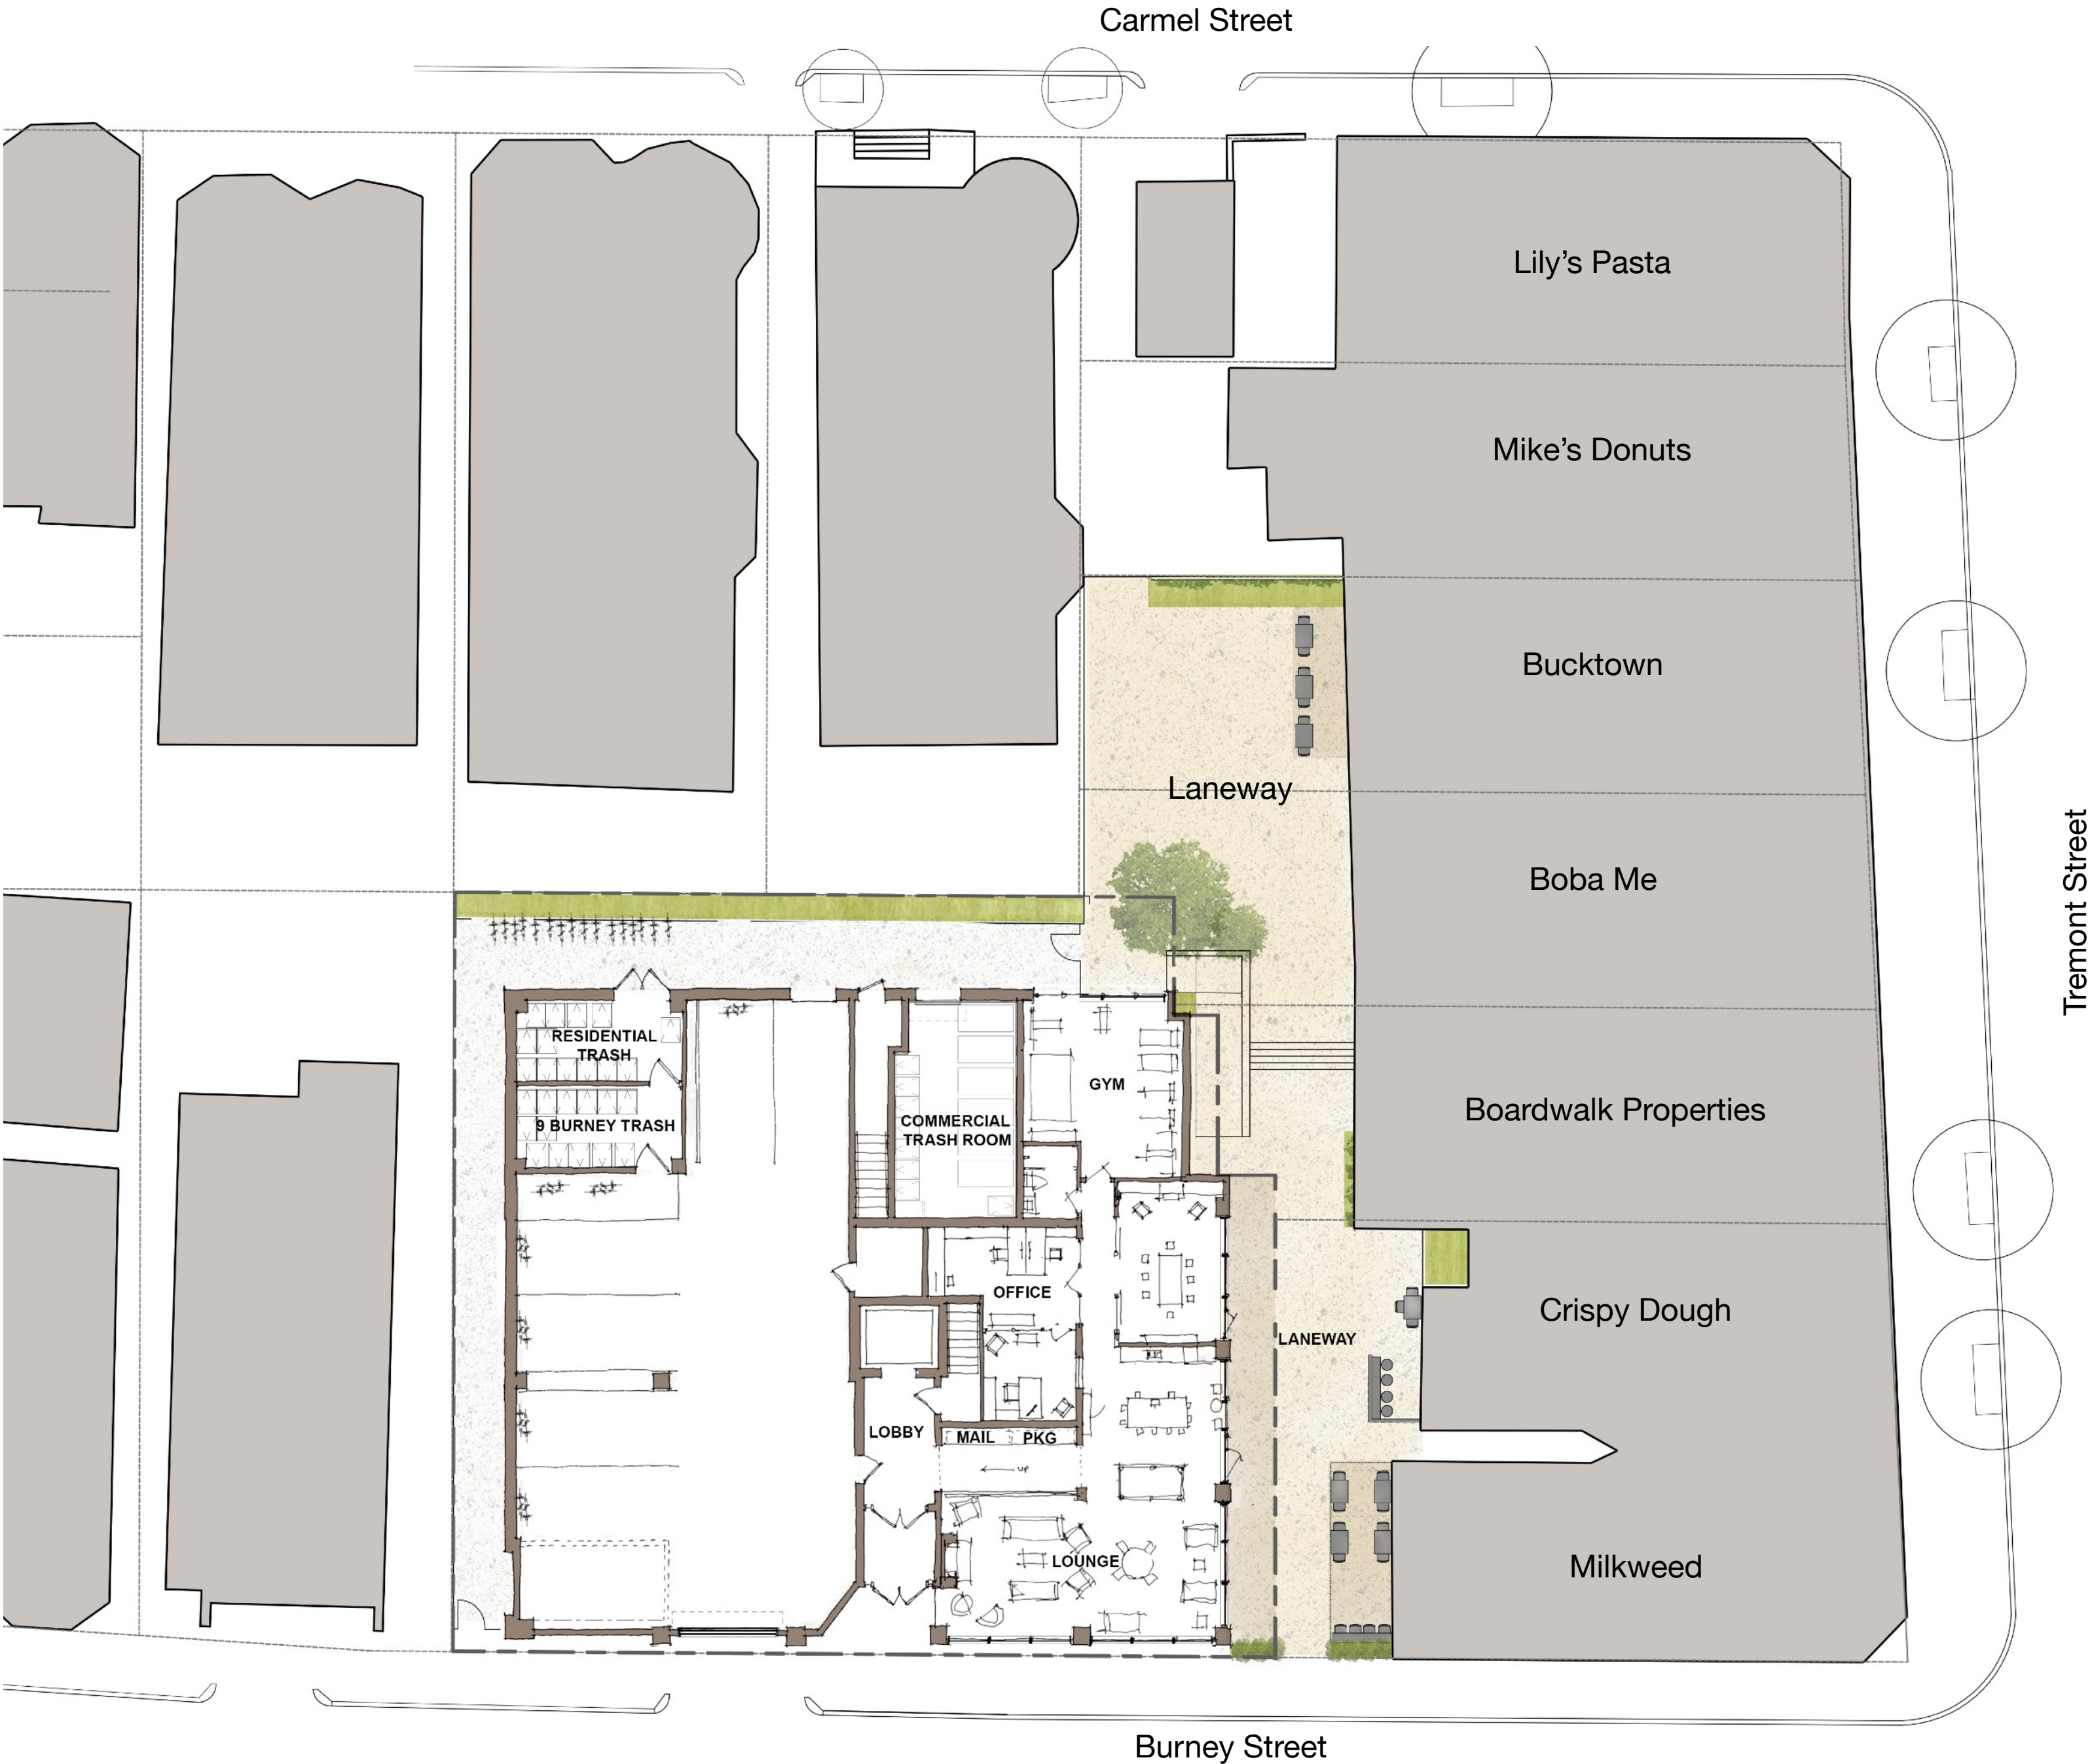 Carmel Street
Lily's Pasta
Mike's Donuts
Bucktown
Laneway
Boba Me
Tremont Street
RESIDENTIAL
TRASH
9 BURNEY TRASH
COMMERCIAL
TRASH ROOM
GYM
Boardwalk Properties
OFFICE
Crispy Dough
LANEWAY
LOBBY
MAIL
PKG
UP
LOUNGE
Milkweed
Burney Street